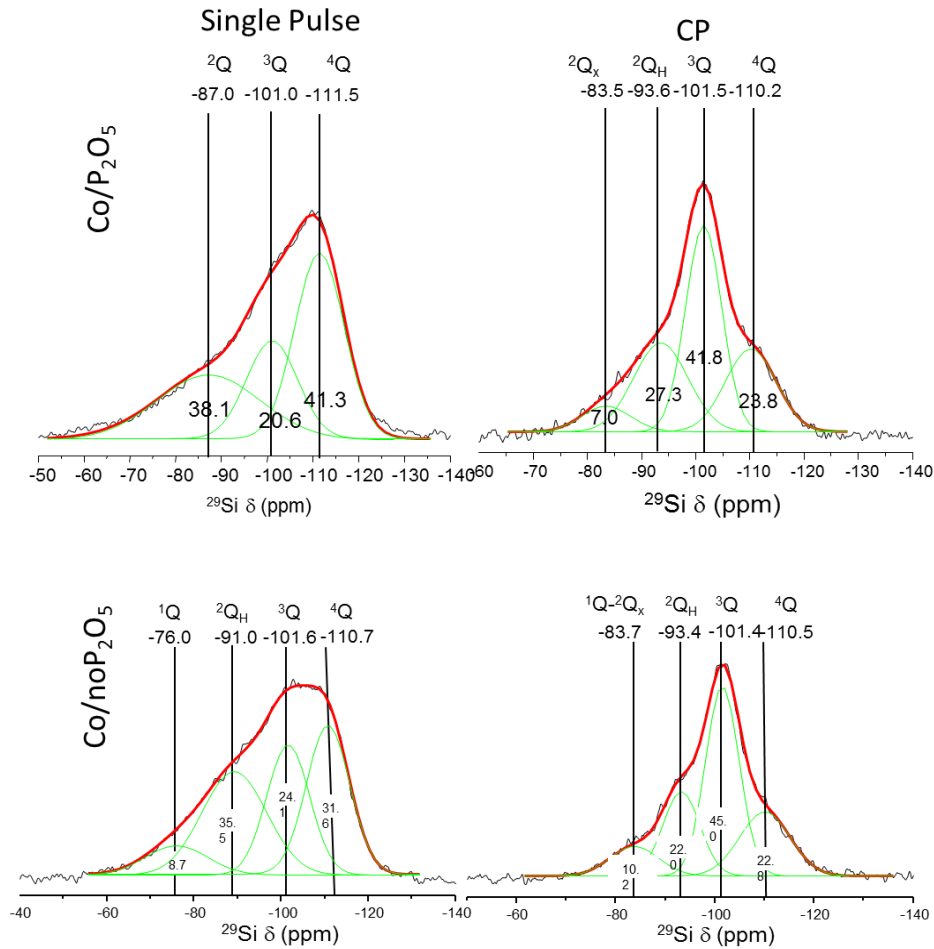 Single Pulse
CP
²Q ³Q ⁴Q
-87.0 -101.0 -111.5
²Qₓ ²Q_H ³Q ⁴Q
-83.5 -93.6 -101.5 -110.2
Co/P₂O₅
38.1 20.6 41.3
7.0 27.3 41.8 23.8
-50 -60 -70 -80 -90 -100 -110 -120 -130 -140
²⁹Si δ (ppm)
-60 -70 -80 -90 -100 -110 -120 -130 -140
²⁹Si δ (ppm)
¹Q ²Q_H ³Q ⁴Q
-76.0 -91.0 -101.6 -110.7
¹Q-²Qₓ ²Q_H ³Q ⁴Q
-83.7 -93.4 -101.4 -110.5
Co/noP₂O₅
8.7 35.5 24.1 31.6
10.2 22.0 45.0 22.8
-40 -60 -80 -100 -120 -140
²⁹Si δ (ppm)
-60 -80 -100 -120 -140
²⁹Si δ (ppm)